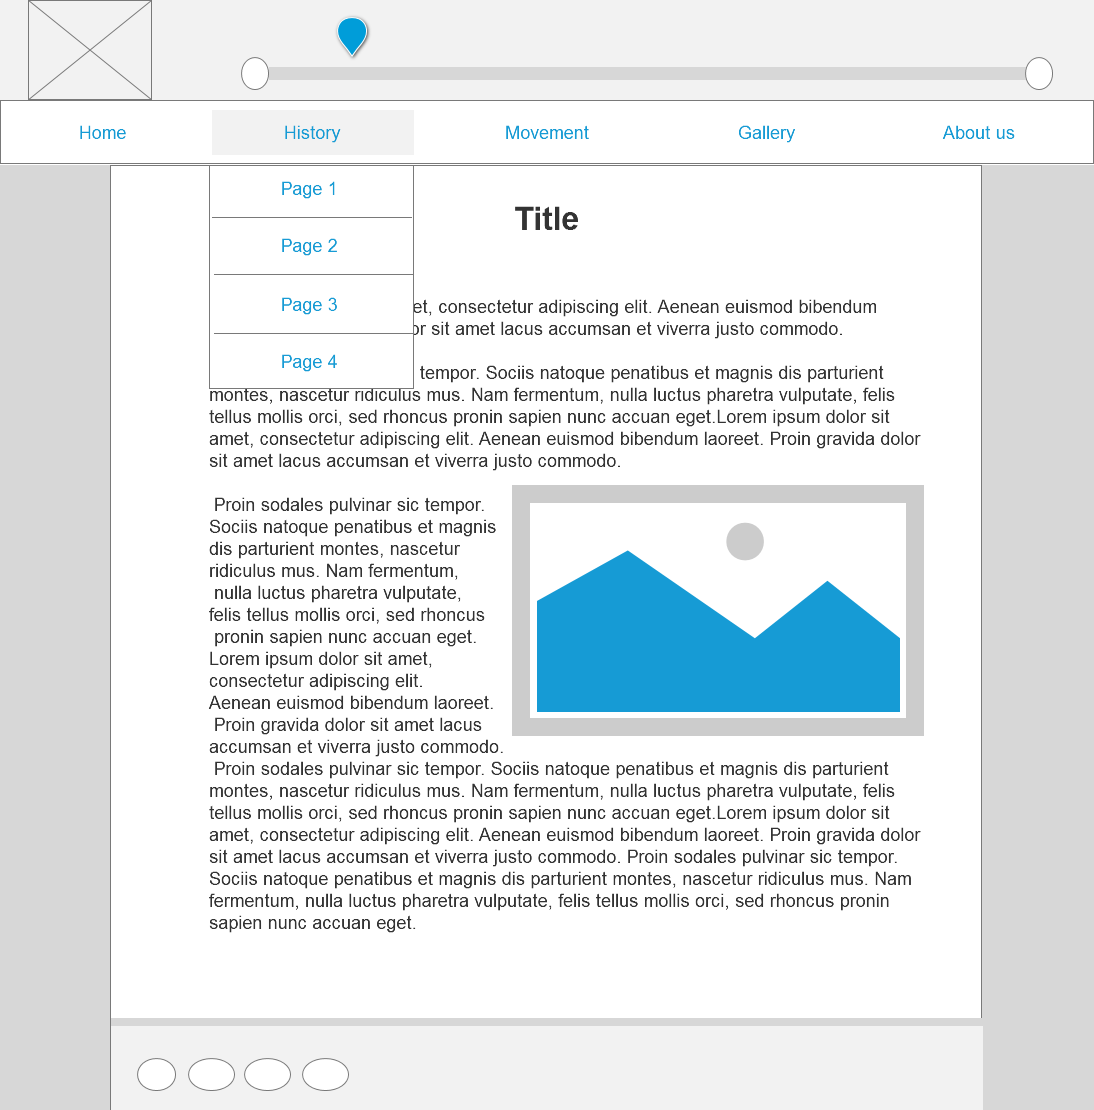 Home History Movement Gallery About us
Page 1
Page 2
Page 3
Page 4
Title
consectetur adipiscing elit. Aenean euismod bibendum
sit amet lacus accumsan et viverra justo commodo.
tempor. Sociis natoque penatibus et magnis dis parturient
montes, nascetur ridiculus mus. Nam fermentum, nulla luctus pharetra vulputate, felis
tellus mollis orci, sed rhoncus pronin sapien nunc accuan eget.Lorem ipsum dolor sit
amet, consectetur adipiscing elit. Aenean euismod bibendum laoreet. Proin gravida dolor
sit amet lacus accumsan et viverra justo commodo.
Proin sodales pulvinar sic tempor.
Sociis natoque penatibus et magnis
dis parturient montes, nascetur
ridiculus mus. Nam fermentum,
nulla luctus pharetra vulputate,
felis tellus mollis orci, sed rhoncus
pronin sapien nunc accuan eget.
Lorem ipsum dolor sit amet,
consectetur adipiscing elit.
Aenean euismod bibendum laoreet.
Proin gravida dolor sit amet lacus
accumsan et viverra justo commodo.
Proin sodales pulvinar sic tempor. Sociis natoque penatibus et magnis dis parturient
montes, nascetur ridiculus mus. Nam fermentum, nulla luctus pharetra vulputate, felis
tellus mollis orci, sed rhoncus pronin sapien nunc accuan eget.Lorem ipsum dolor sit
amet, consectetur adipiscing elit. Aenean euismod bibendum laoreet. Proin gravida dolor
sit amet lacus accumsan et viverra justo commodo. Proin sodales pulvinar sic tempor.
Sociis natoque penatibus et magnis dis parturient montes, nascetur ridiculus mus. Nam
fermentum, nulla luctus pharetra vulputate, felis tellus mollis orci, sed rhoncus pronin
sapien nunc accuan eget.